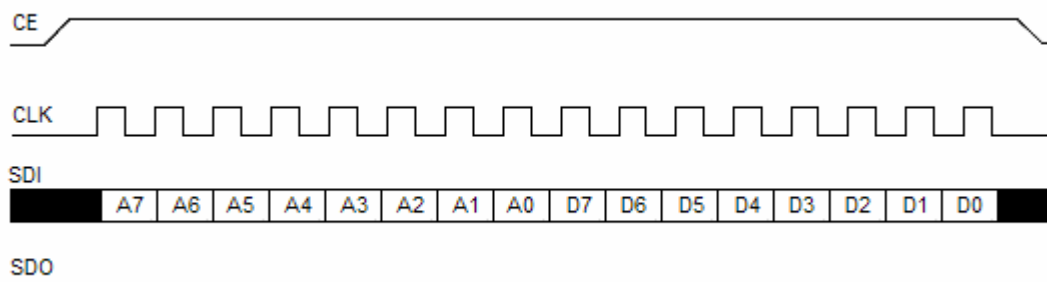 CE
CLK
SDI
A7 A6 A5 A4 A3 A2 A1 A0 D7 D6 D5 D4 D3 D2 D1 D0
SDO